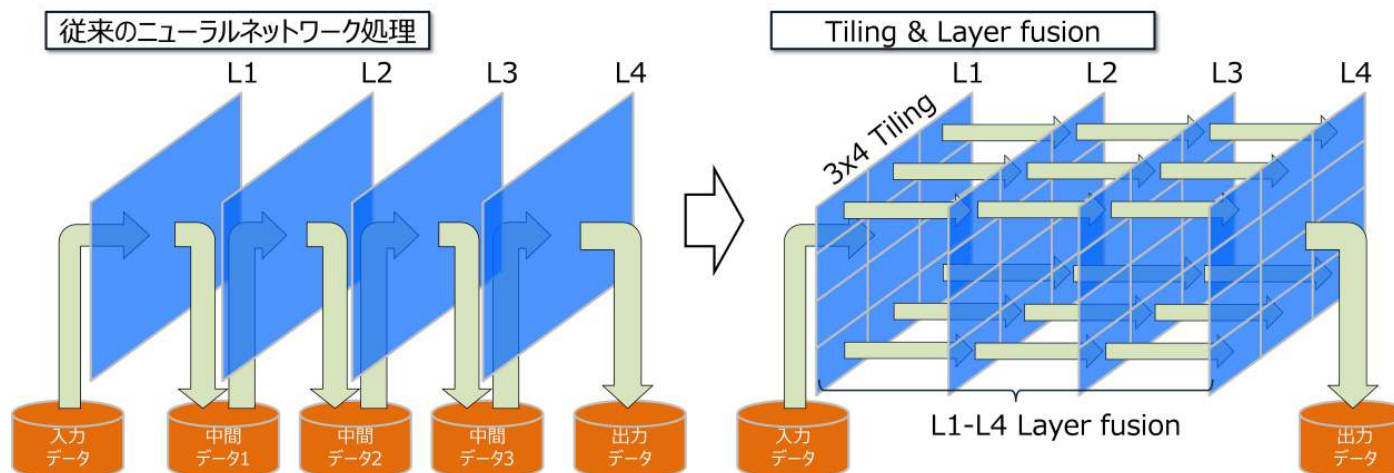 従来のニューラルネットワーク処理
Tiling & Layer fusion
L1
L2
L3
L4
L1
L2
L3
L4
3x4 Tiling
入力
データ
中間
データ1
中間
データ2
中間
データ3
出力
データ
L1-L4 Layer fusion
入力
データ
出力
データ